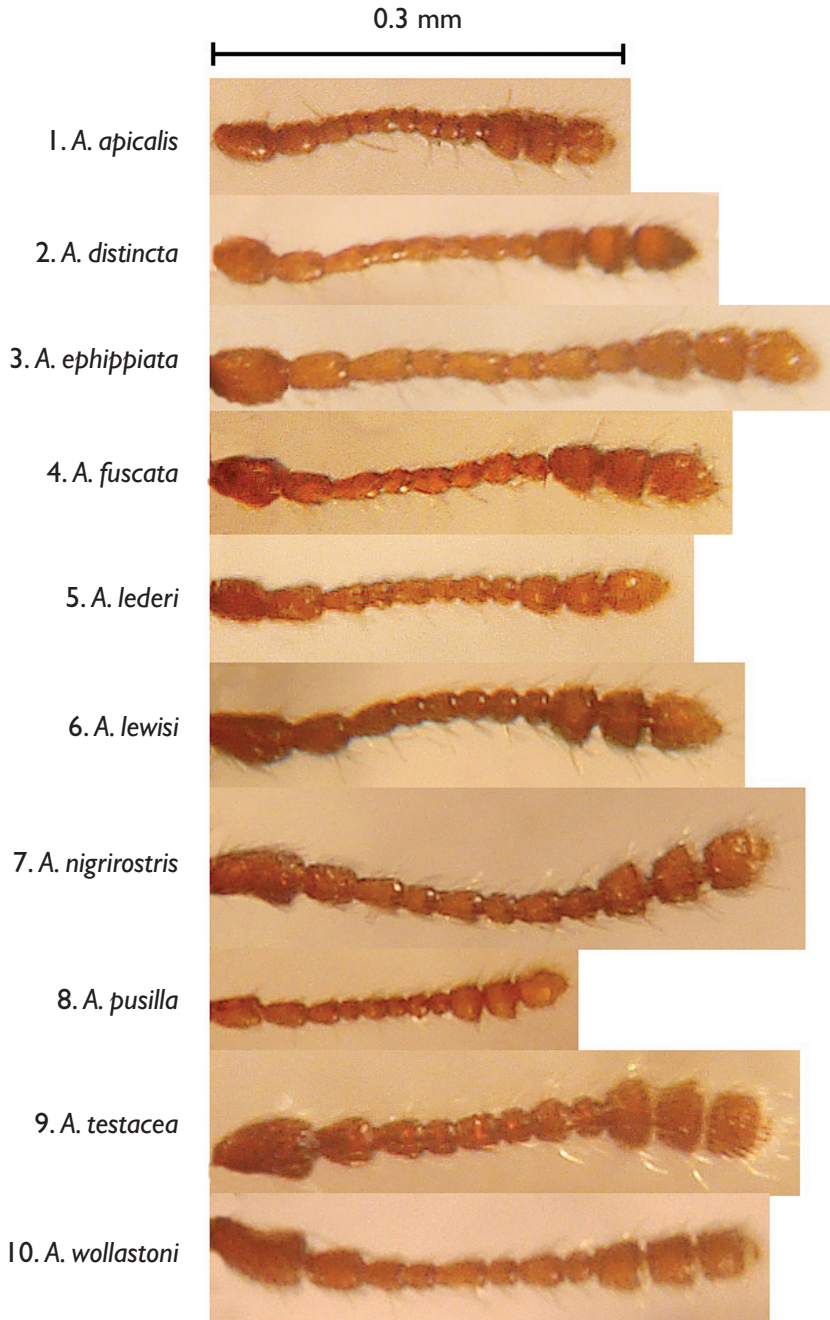 0.3 mm
1. A. apicalis
2. A. distincta
3. A. ephippiata
4. A. fuscata
5. A. lederi
6. A. lewisi
7. A. nigrirostris
8. A. pusilla
9. A. testacea
10. A. wollastoni